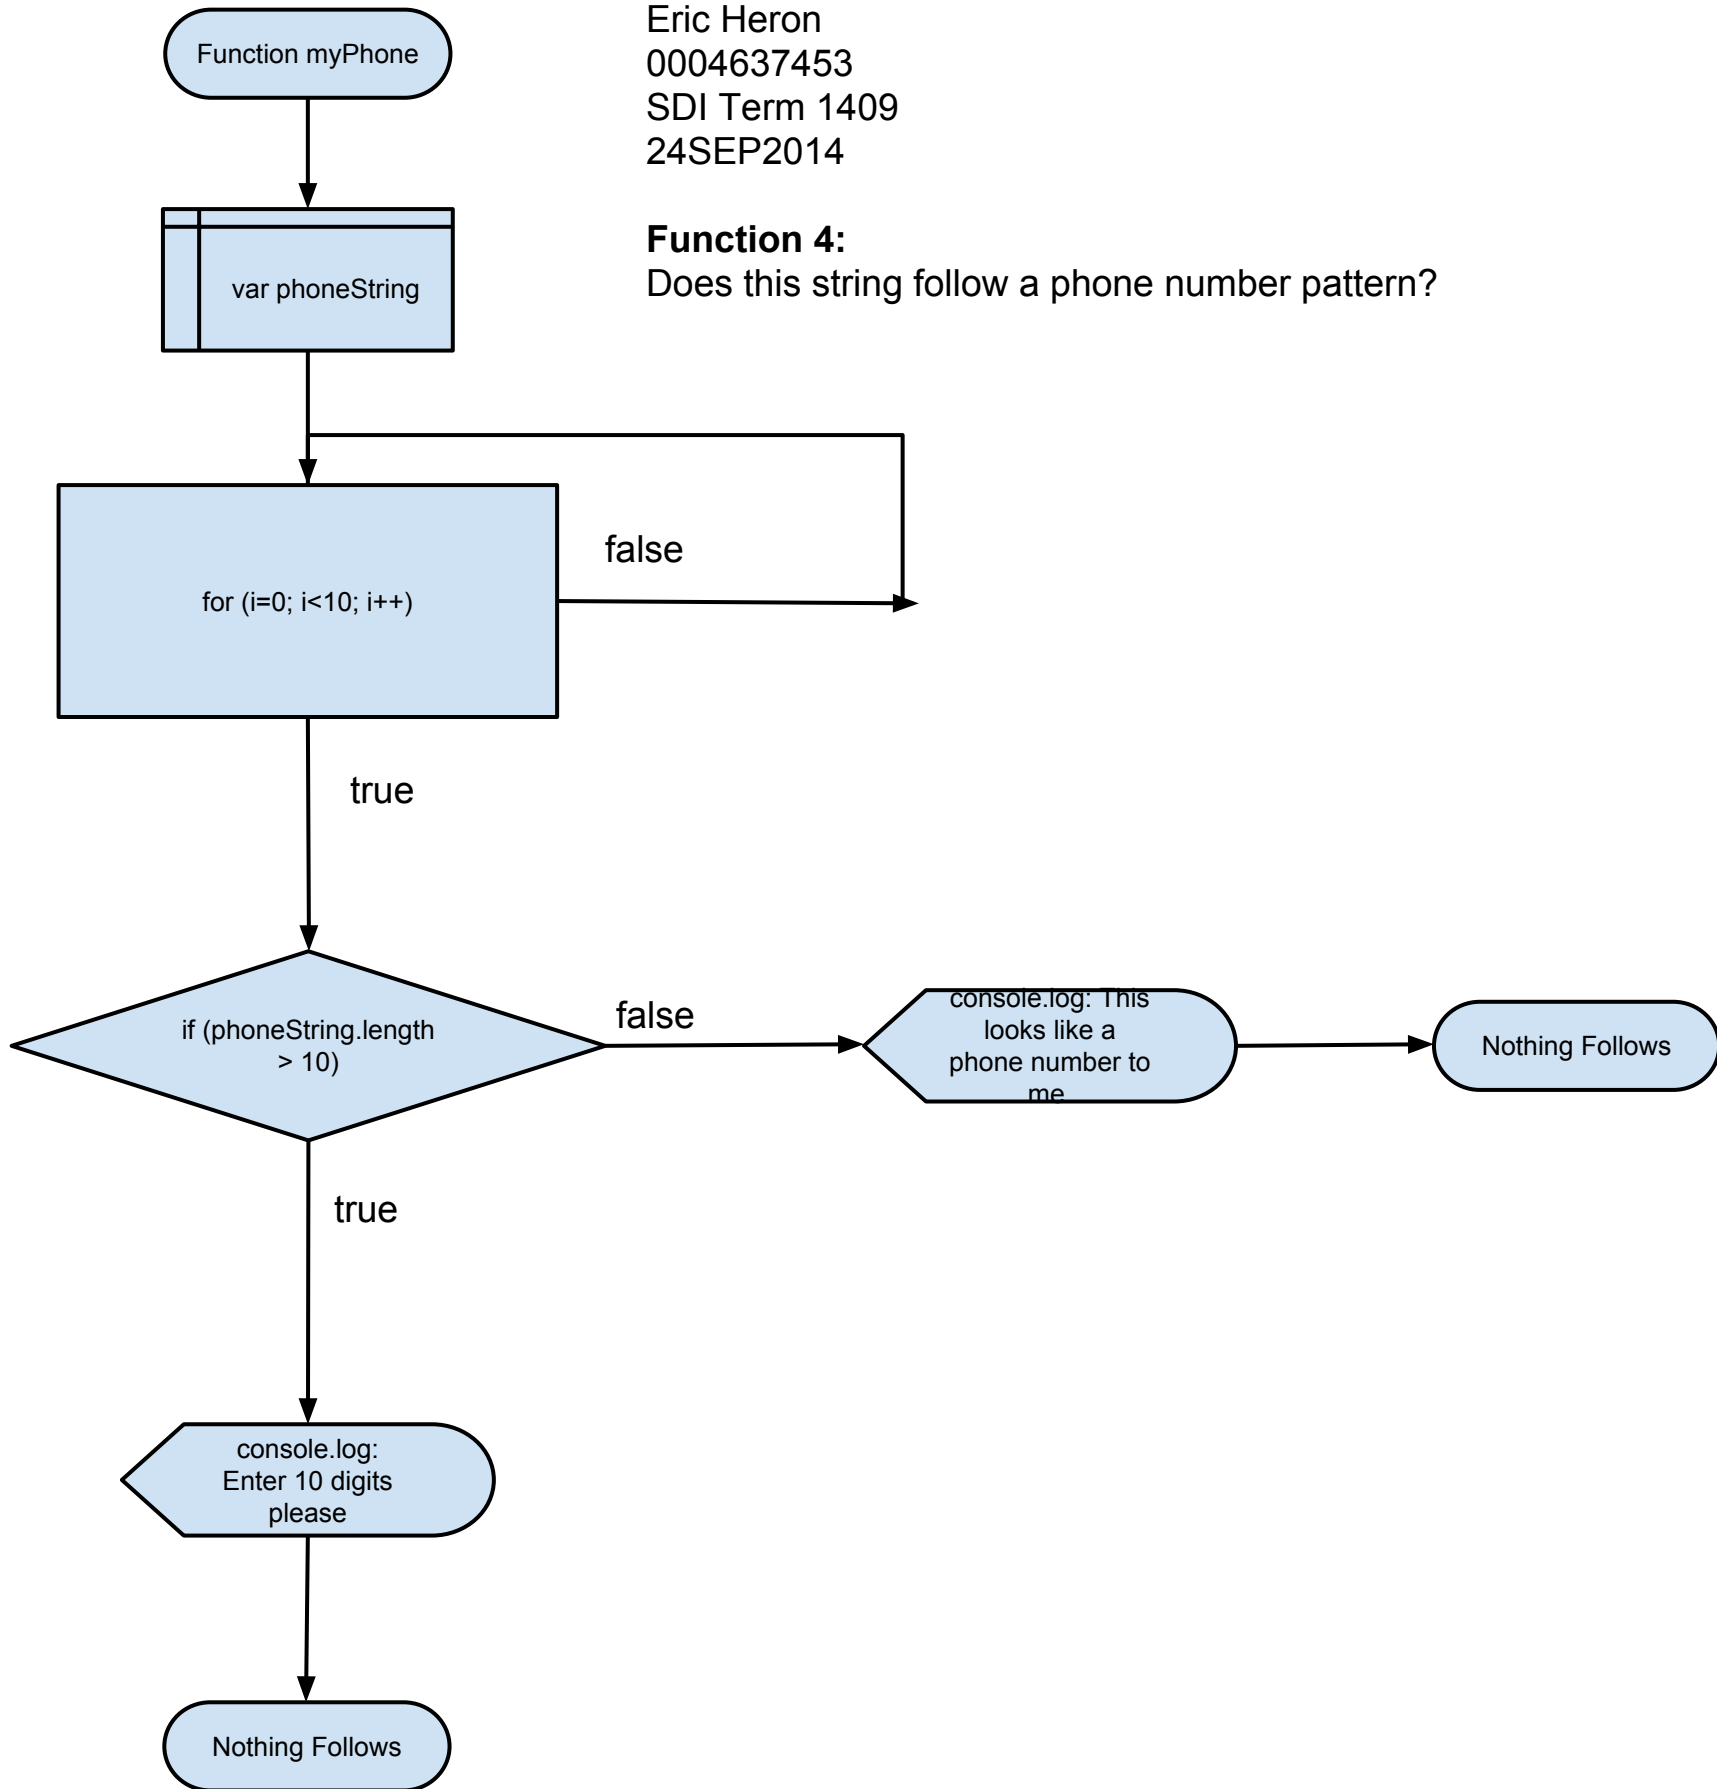 Function myPhone
Eric Heron
0004637453
SDI Term 1409
24SEP2014
Function 4:
Does this string follow a phone number pattern?
var phoneString
for (i=0; i<10; i++)
false
true
if (phoneString.length
> 10)
false
console.log: This
looks like a
phone number to
me
Nothing Follows
true
console.log:
Enter 10 digits
please
Nothing Follows